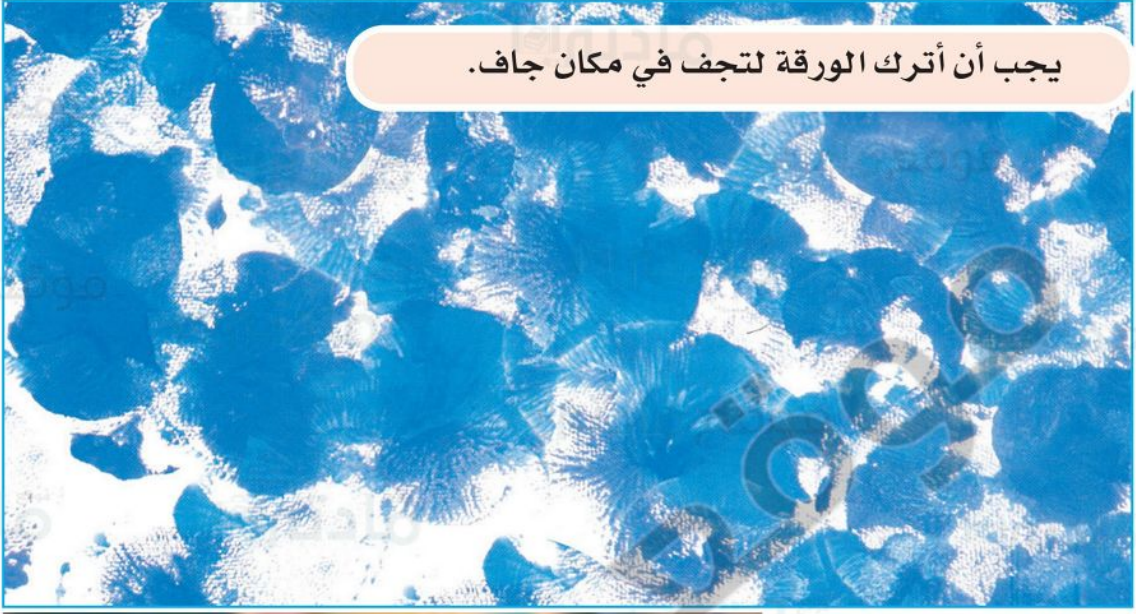 يجب أن أترك الورقة لتجف في مكان جاف.